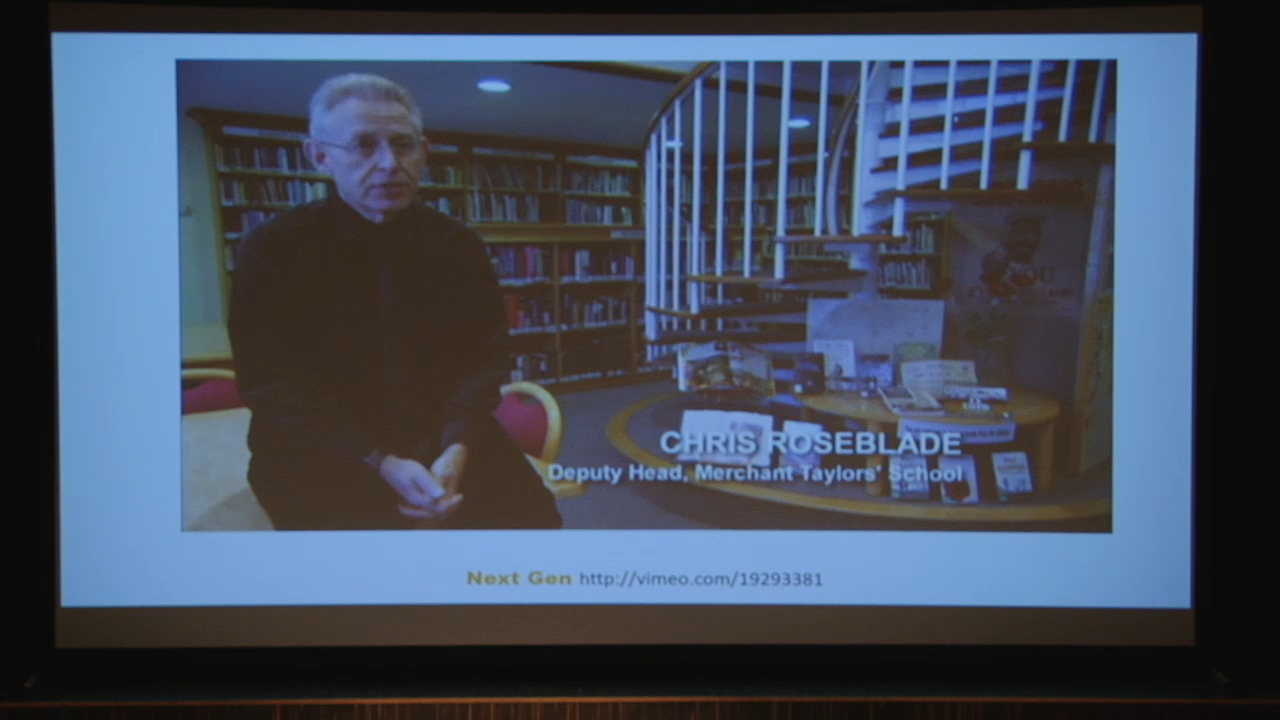 CHRIS ROSEBLADE
Deputy Head, Merchant Taylors' School
Next Gen http://vimeo.com/19293381